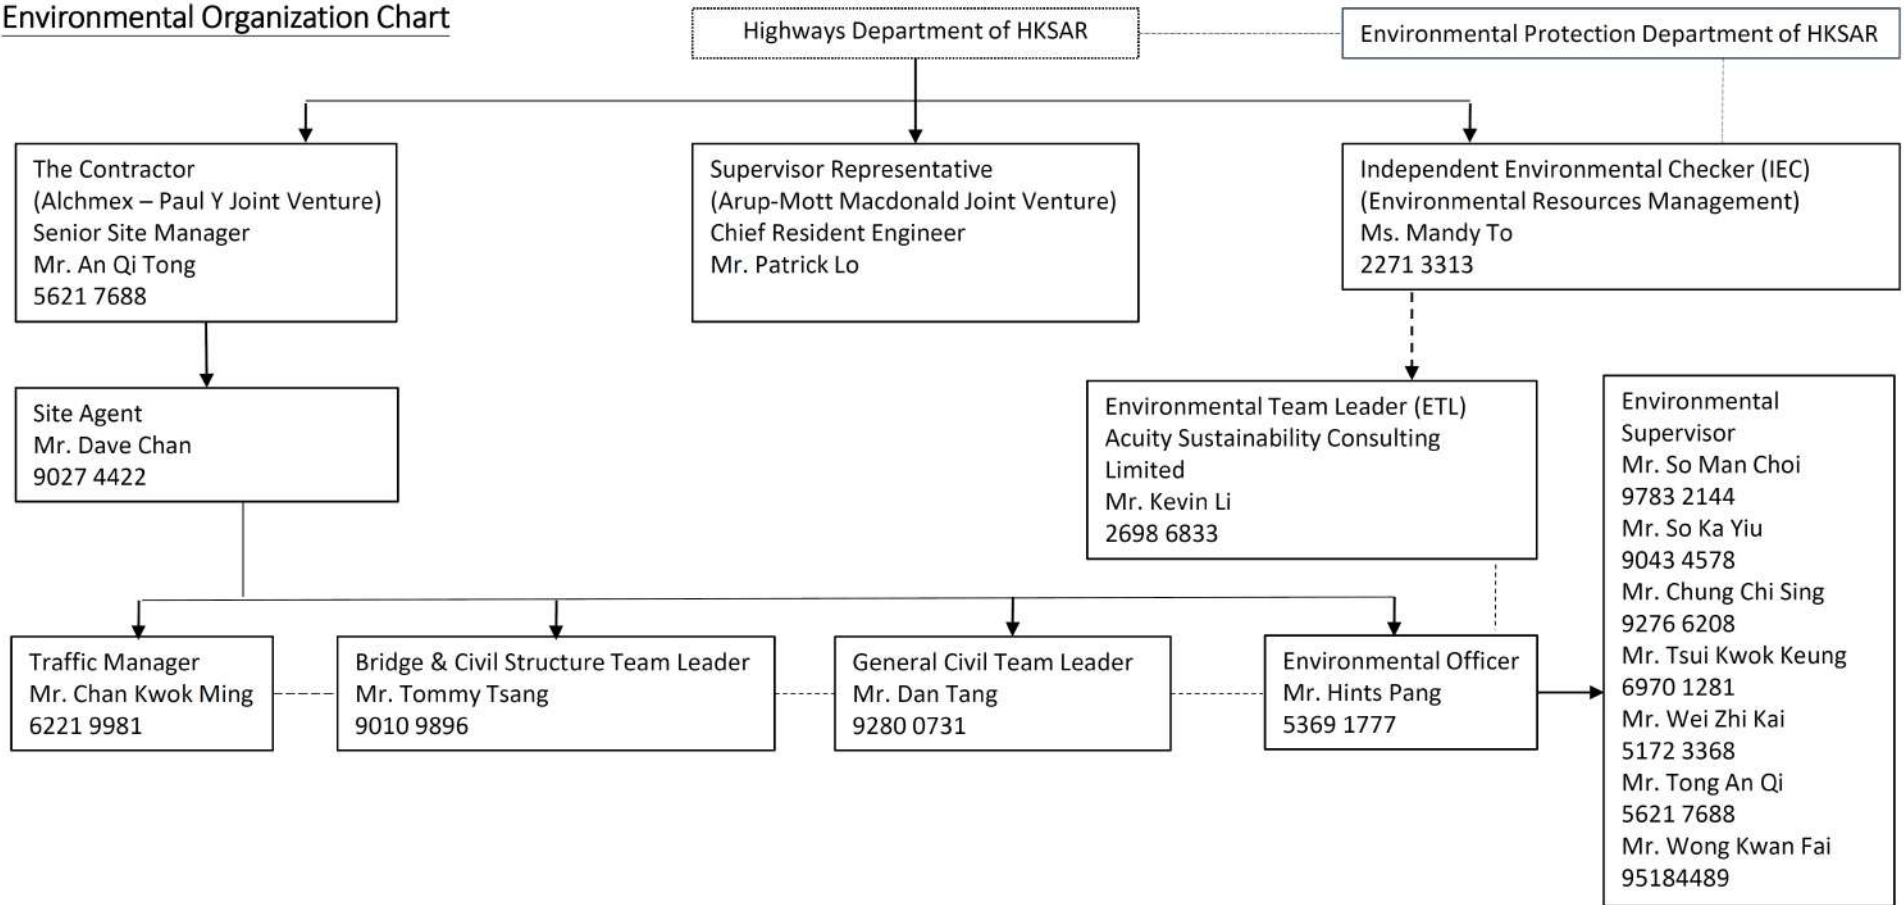 Environmental Organization Chart
Highways Department of HKSAR
Environmental Protection Department of HKSAR
The Contractor
(Alchmex – Paul Y Joint Venture)
Senior Site Manager
Mr. An Qi Tong
5621 7688
Supervisor Representative
(Arup-Mott Macdonald Joint Venture)
Chief Resident Engineer
Mr. Patrick Lo
Independent Environmental Checker (IEC)
(Environmental Resources Management)
Ms. Mandy To
2271 3313
Site Agent
Mr. Dave Chan
9027 4422
Environmental Team Leader (ETL)
Acuity Sustainability Consulting
Limited
Mr. Kevin Li
2698 6833
Traffic Manager
Mr. Chan Kwok Ming
6221 9981
Bridge & Civil Structure Team Leader
Mr. Tommy Tsang
9010 9896
General Civil Team Leader
Mr. Dan Tang
9280 0731
Environmental Officer
Mr. Hints Pang
5369 1777
Environmental
Supervisor
Mr. So Man Choi
9783 2144
Mr. So Ka Yiu
9043 4578
Mr. Chung Chi Sing
9276 6208
Mr. Tsui Kwok Keung
6970 1281
Mr. Wei Zhi Kai
5172 3368
Mr. Tong An Qi
5621 7688
Mr. Wong Kwan Fai
95184489